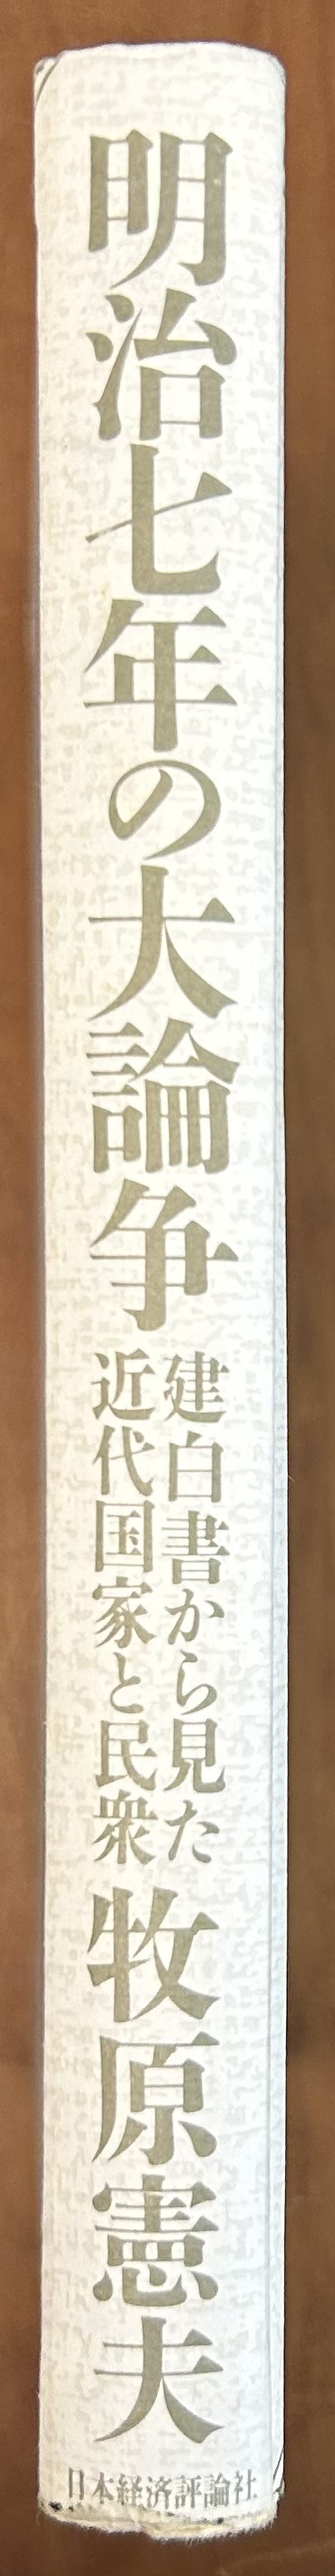 明治七年の大論争
建白書から見た
近代国家と民衆
牧原憲夫
日本経済評論社